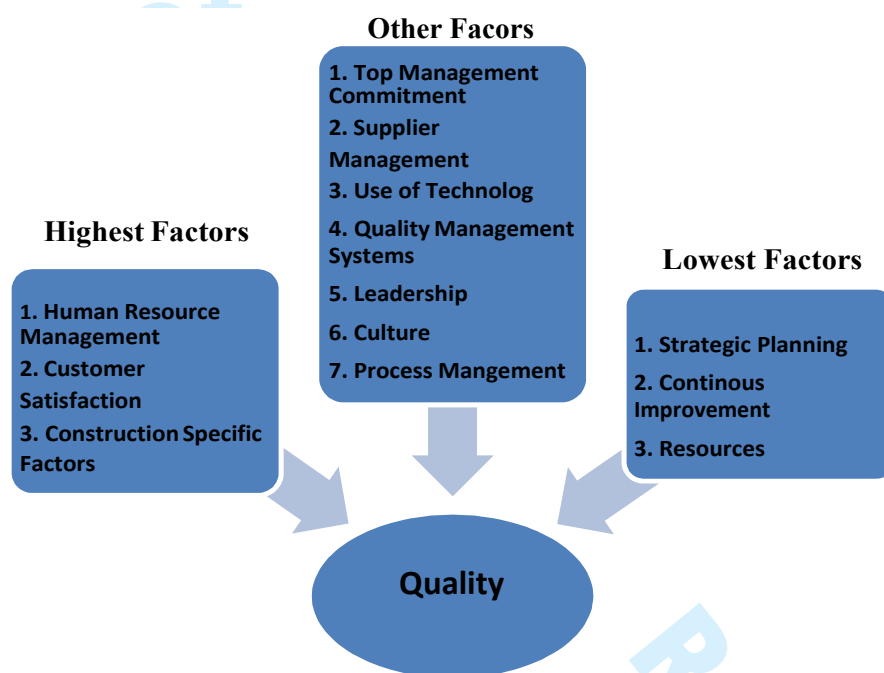 Other Facors
1. Top Management
Commitment
2. Supplier
Management
3. Use of Technolog
4. Quality Management
Systems
5. Leadership
6. Culture
7. Process Mangement
Highest Factors
1. Human Resource
Management
2. Customer
Satisfaction
3. Construction Specific
Factors
Lowest Factors
1. Strategic Planning
2. Continous
Improvement
3. Resources
Quality